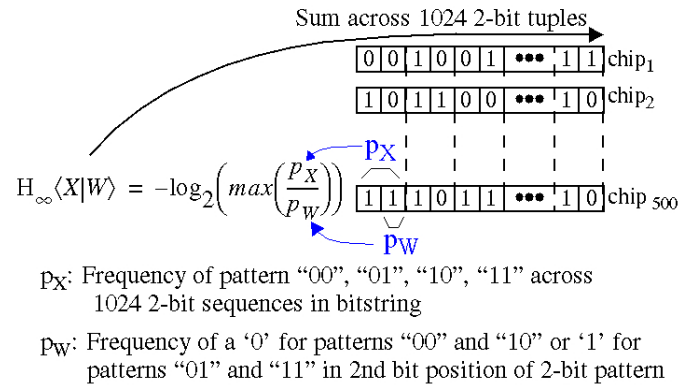 Sum across 1024 2-bit tuples
0 0 1 0 0 1 ••• 1 1 chip1
1 0 1 1 0 0 ••• 1 0 chip2
pX
H∞⟨X|W⟩ = –log2(max(pX/pW)) 1 1 1 0 1 1 ••• 1 0 chip 500
pW
pX: Frequency of pattern “00”, “01”, “10”, “11” across
1024 2-bit sequences in bitstring
pW: Frequency of a ‘0’ for patterns “00” and “10” or ‘1’ for
patterns “01” and “11” in 2nd bit position of 2-bit pattern